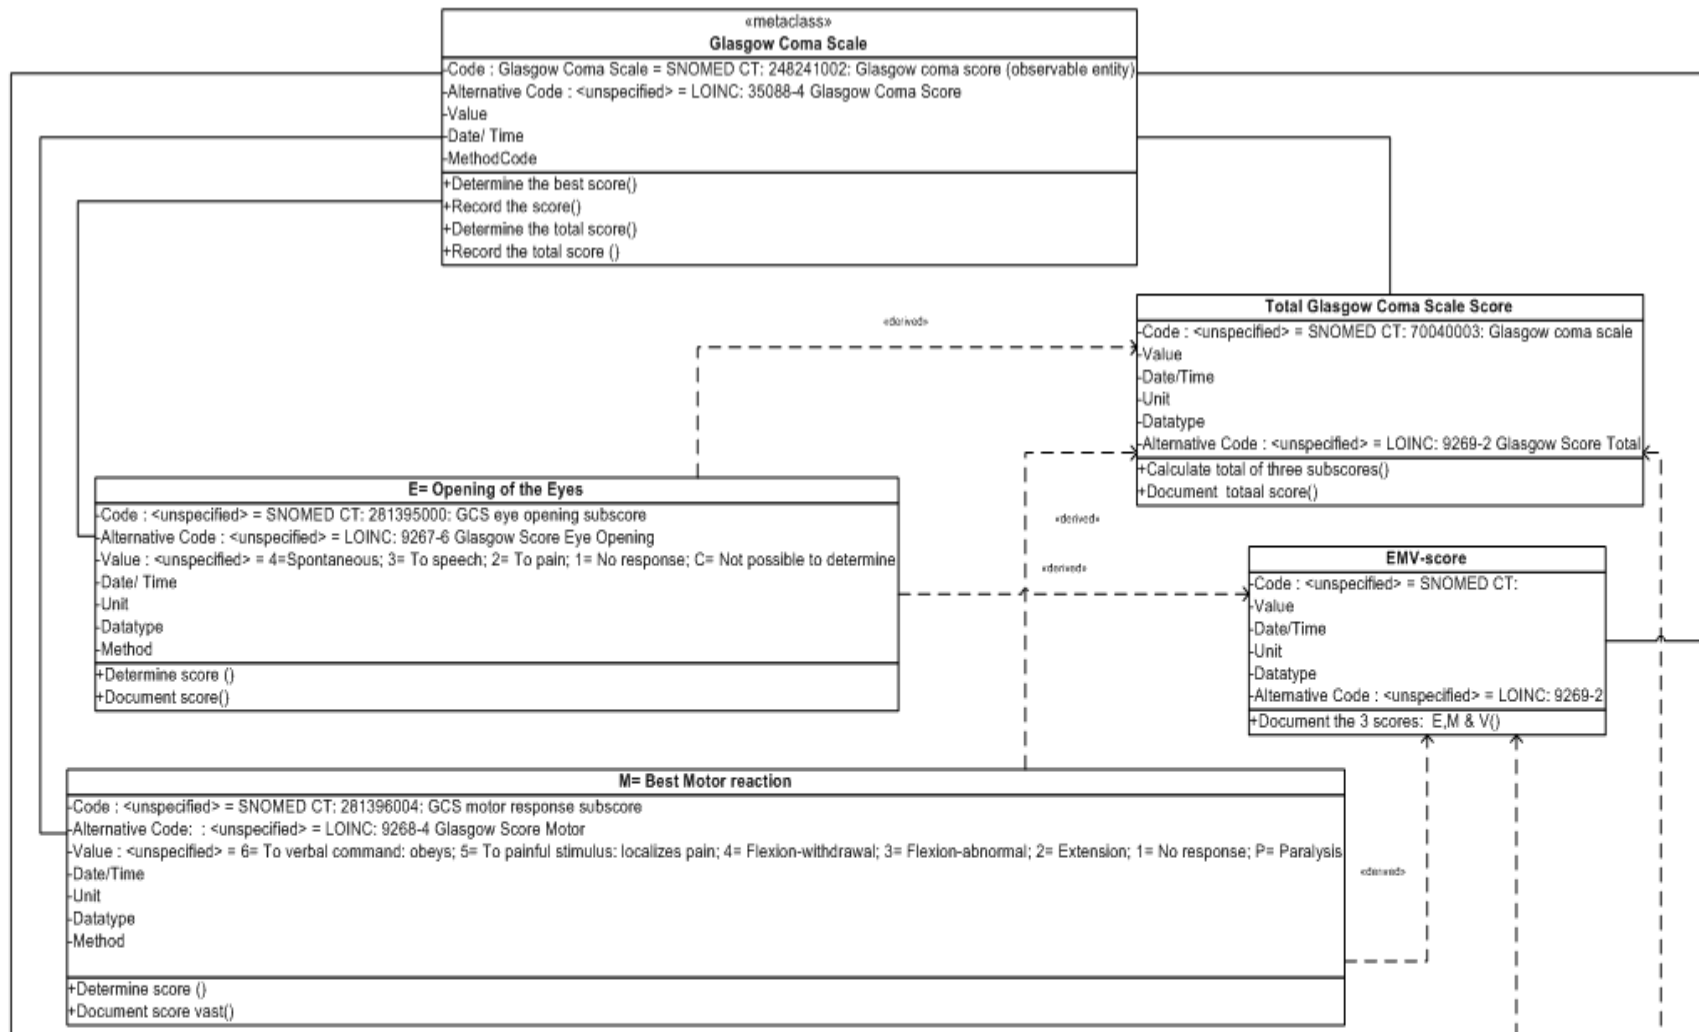 «metaclass»
Glasgow Coma Scale
-Code : Glasgow Coma Scale = SNOMED CT: 248241002: Glasgow coma score (observable entity)
-Alternative Code : <unspecified> = LOINC: 35088-4 Glasgow Coma Score
-Value
-Date/ Time
-MethodCode
+Determine the best score()
+Record the score()
+Determine the total score()
+Record the total score ()
«derived»
Total Glasgow Coma Scale Score
-Code : <unspecified> = SNOMED CT: 70040003: Glasgow coma scale
-Value
-Date/Time
-Unit
-Datatype
-Alternative Code : <unspecified> = LOINC: 9269-2 Glasgow Score Total
+Calculate total of three subscores()
+Document  totaal score()
E= Opening of the Eyes
-Code : <unspecified> = SNOMED CT: 281395000: GCS eye opening subscore
-Alternative Code : <unspecified> = LOINC: 9267-6 Glasgow Score Eye Opening
-Value : <unspecified> = 4=Spontaneous; 3= To speech; 2= To pain; 1= No response; C= Not possible to determine
-Date/ Time
-Unit
-Datatype
-Method
+Determine score ()
+Document score()
«derived»
«derived»
EMV-score
-Code : <unspecified> = SNOMED CT:
-Value
-Date/Time
-Unit
-Datatype
-Alternative Code : <unspecified> = LOINC: 9269-2
+Document the 3 scores:  E,M & V()
M= Best Motor reaction
-Code : <unspecified> = SNOMED CT: 281396004: GCS motor response subscore
-Alternative Code:  : <unspecified> = LOINC: 9268-4 Glasgow Score Motor
-Value : <unspecified> = 6= To verbal command: obeys; 5= To painful stimulus: localizes pain; 4= Flexion-withdrawal; 3= Flexion-abnormal; 2= Extension; 1= No response; P= Paralysis
-Date/Time
-Unit
-Datatype
-Method
+Determine score ()
+Document score vast()
«derived»